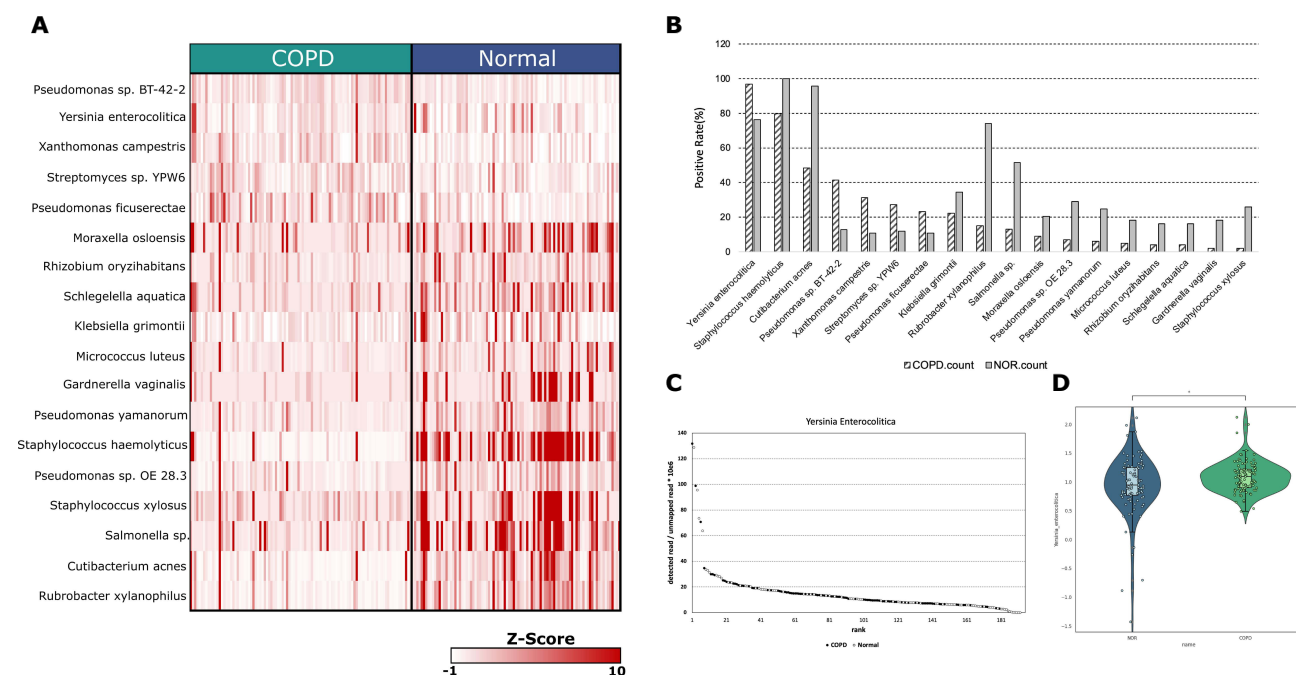 A
COPD
Normal
Pseudomonas sp. BT-42-2
Yersinia enterocolitica
Xanthomonas campestris
Streptomyces sp. YPW6
Pseudomonas ficuserectae
Moraxella osloensis
Rhizobium oryzihabitans
Schlegelella aquatica
Klebsiella grimontii
Micrococcus luteus
Gardnerella vaginalis
Pseudomonas yamanorum
Staphylococcus haemolyticus
Pseudomonas sp. OE 28.3
Staphylococcus xylosus
Salmonella sp.
Cutibacterium acnes
Rubrobacter xylanophilus
Z-Score
-1
10
B
Positive Rate(%)
120
100
80
60
40
20
0
Yersinia enterocolitica
Staphylococcus haemolyticus
Cutibacterium acnes
Pseudomonas sp. BT-42-2
Xanthomonas campestris
Streptomyces sp. YPW6
Pseudomonas ficuserectae
Klebsiella grimontii
Rubrobacter xylanophilus
Salmonella sp.
Moraxella osloensis
Pseudomonas sp. OE 28.3
Pseudomonas yamanorum
Micrococcus luteus
Rhizobium oryzihabitans
Schlegelella aquatica
Gardnerella vaginalis
Staphylococcus xylosus
COPD.count NOR.count
C
Yersinia Enterocolitica
detected read / unmapped read * 10e6
140
120
100
80
60
40
20
0
1 21 41 61 81 101 121 141 161 181
rank
COPD Normal
D
*
Yersinia_enterocolitica
2.0
1.5
1.0
0.5
0.0
−0.5
−1.0
−1.5
NOR COPD
name